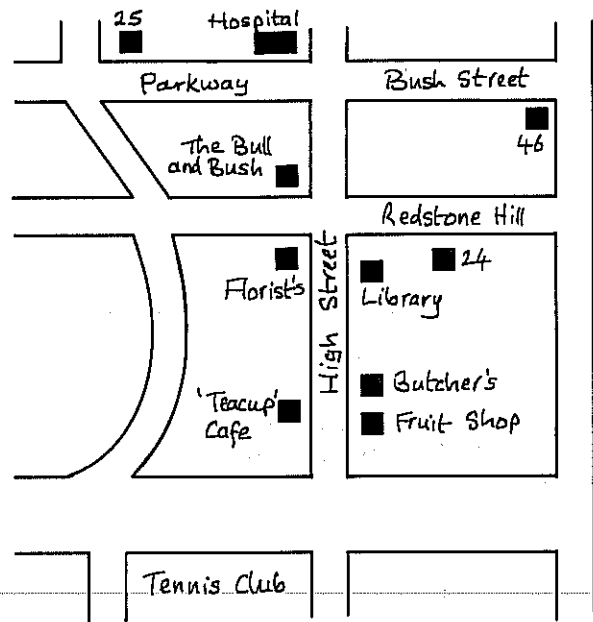 25
Hospital
Parkway
Bush Street
The Bull
and Bush
46
Redstone Hill
High Street
Florist's
24
Library
Butcher's
'Teacup'
Cafe
Fruit Shop
Tennis Club